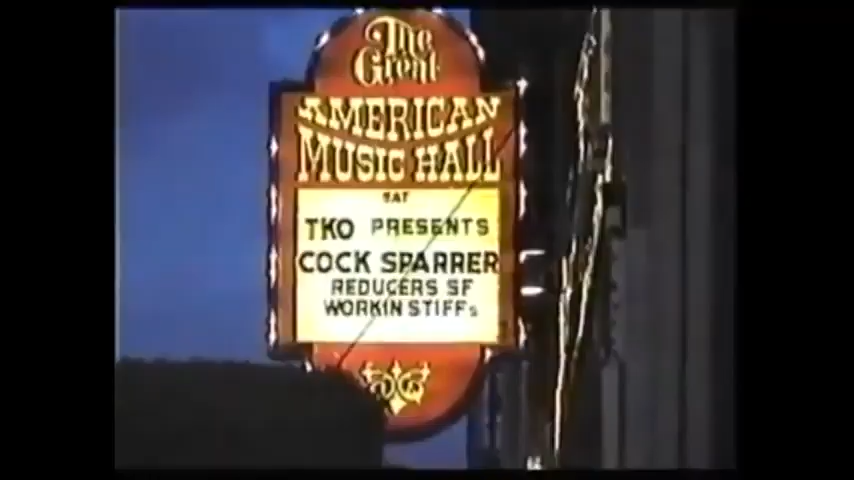 The
Great
AMERICAN
MUSIC HALL
SAT
TKO PRESENTS
COCK SPARRER
REDUCERS SF
WORKIN STIFFS